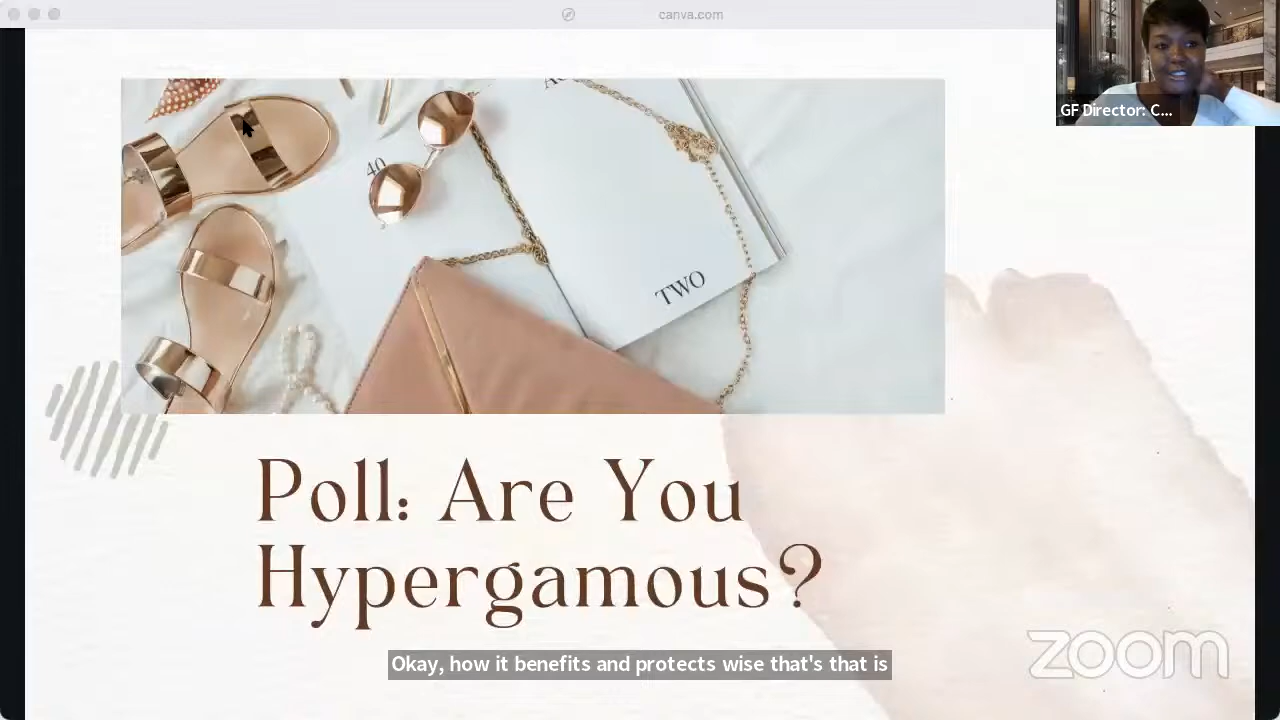 canva.com
GF Director: C...
40
TWO
Poll: Are You
Hypergamous?
Okay, how it benefits and protects wise that's that is
zoom